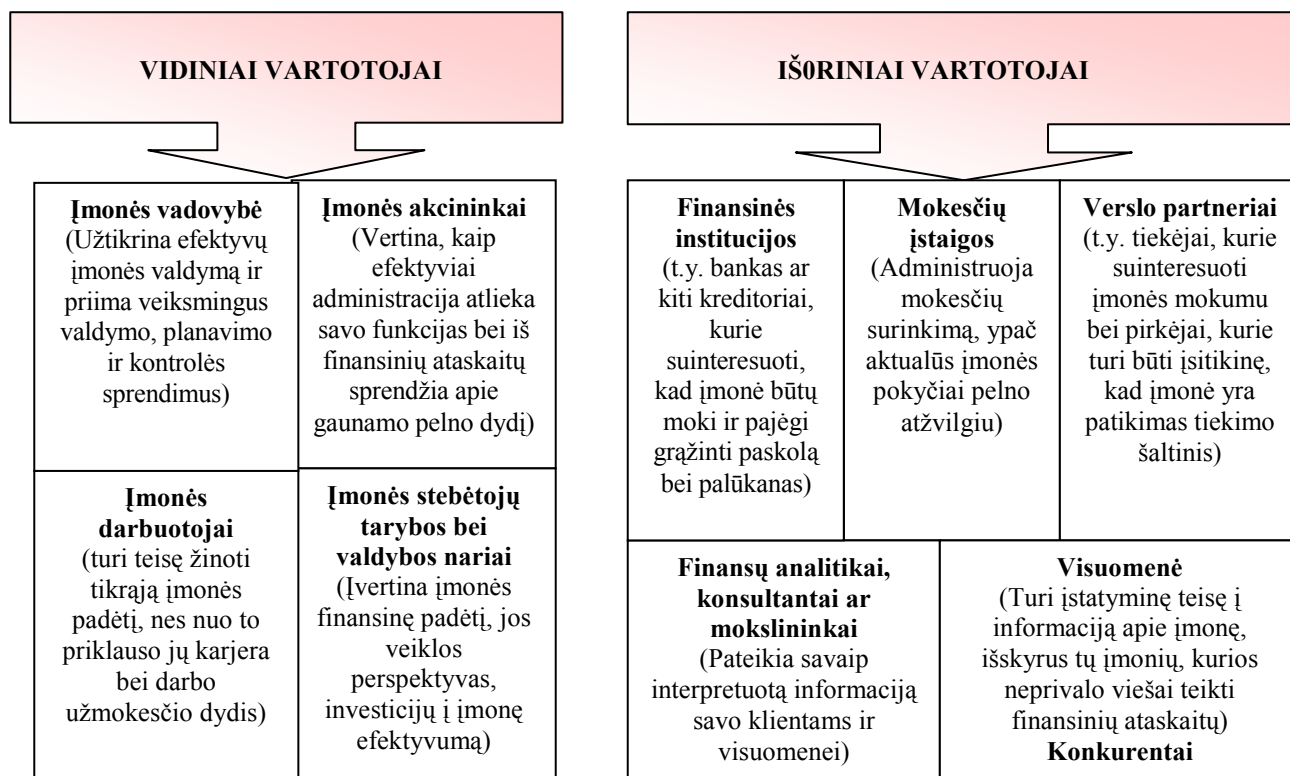 VIDINIAI VARTOTOJAI
Įmonės vadovybė
(Užtikrina efektyvų
įmonės valdymą ir
priima veiksmingus
valdymo, planavimo
ir kontrolės
sprendimus)
Įmonės akcininkai
(Vertina, kaip
efektyviai
administracija atlieka
savo funkcijas bei iš
finansinių ataskaitų
sprendžia apie
gaunamo pelno dydį)
Įmonės
darbuotojai
(turi teisę žinoti
tikrąją įmonės
padėtį, nes nuo to
priklauso jų karjera
bei darbo
užmokesčio dydis)
Įmonės stebėtojų
tarybos bei
valdybos nariai
(Įvertina įmonės
finansinę padėtį, jos
veiklos
perspektyvas,
investicijų į įmonę
efektyvumą)
IŠ0RINIAI VARTOTOJAI
Finansinės
institucijos
(t.y. bankas ar
kiti kreditoriai,
kurie
suinteresuoti,
kad įmonė būtų
moki ir pajėgi
grąžinti paskolą
bei palūkanas)
Mokesčių
įstaigos
(Administruoja
mokesčių
surinkimą, ypač
aktualūs įmonės
pokyčiai pelno
atžvilgiu)
Verslo partneriai
(t.y. tiekėjai, kurie
suinteresuoti
įmonės mokumu
bei pirkėjai, kurie
turi būti įsitikinę,
kad įmonė yra
patikimas tiekimo
šaltinis)
Finansų analitikai,
konsultantai ar
mokslininkai
(Pateikia savaip
interpretuotą informaciją
savo klientams ir
visuomenei)
Visuomenė
(Turi įstatyminę teisę į
informaciją apie įmonę,
išskyrus tų įmonių, kurios
neprivalo viešai teikti
finansinių ataskaitų)
Konkurentai